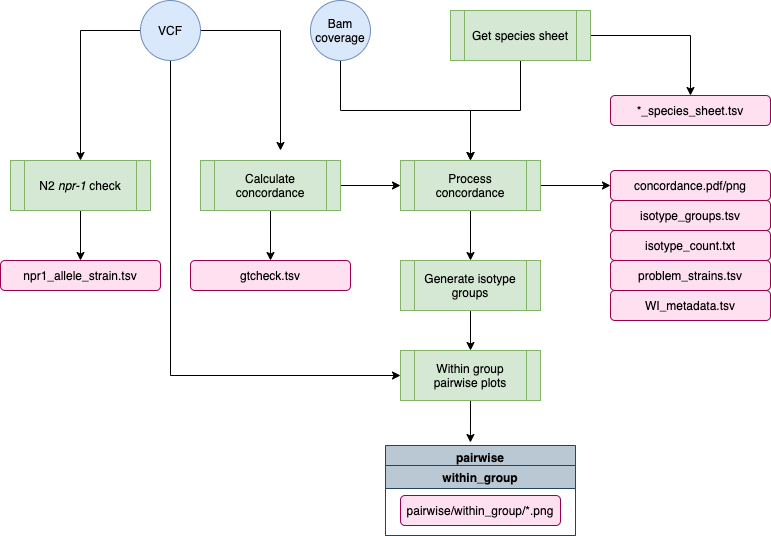 VCF
Bam
coverage
Get species sheet
*_species_sheet.tsv
N2 npr-1 check
Calculate
concordance
Process
concordance
concordance.pdf/png
isotype_groups.tsv
isotype_count.txt
problem_strains.tsv
WI_metadata.tsv
npr1_allele_strain.tsv
gtcheck.tsv
Generate isotype
groups
Within group
pairwise plots
pairwise
within_group
pairwise/within_group/*.png